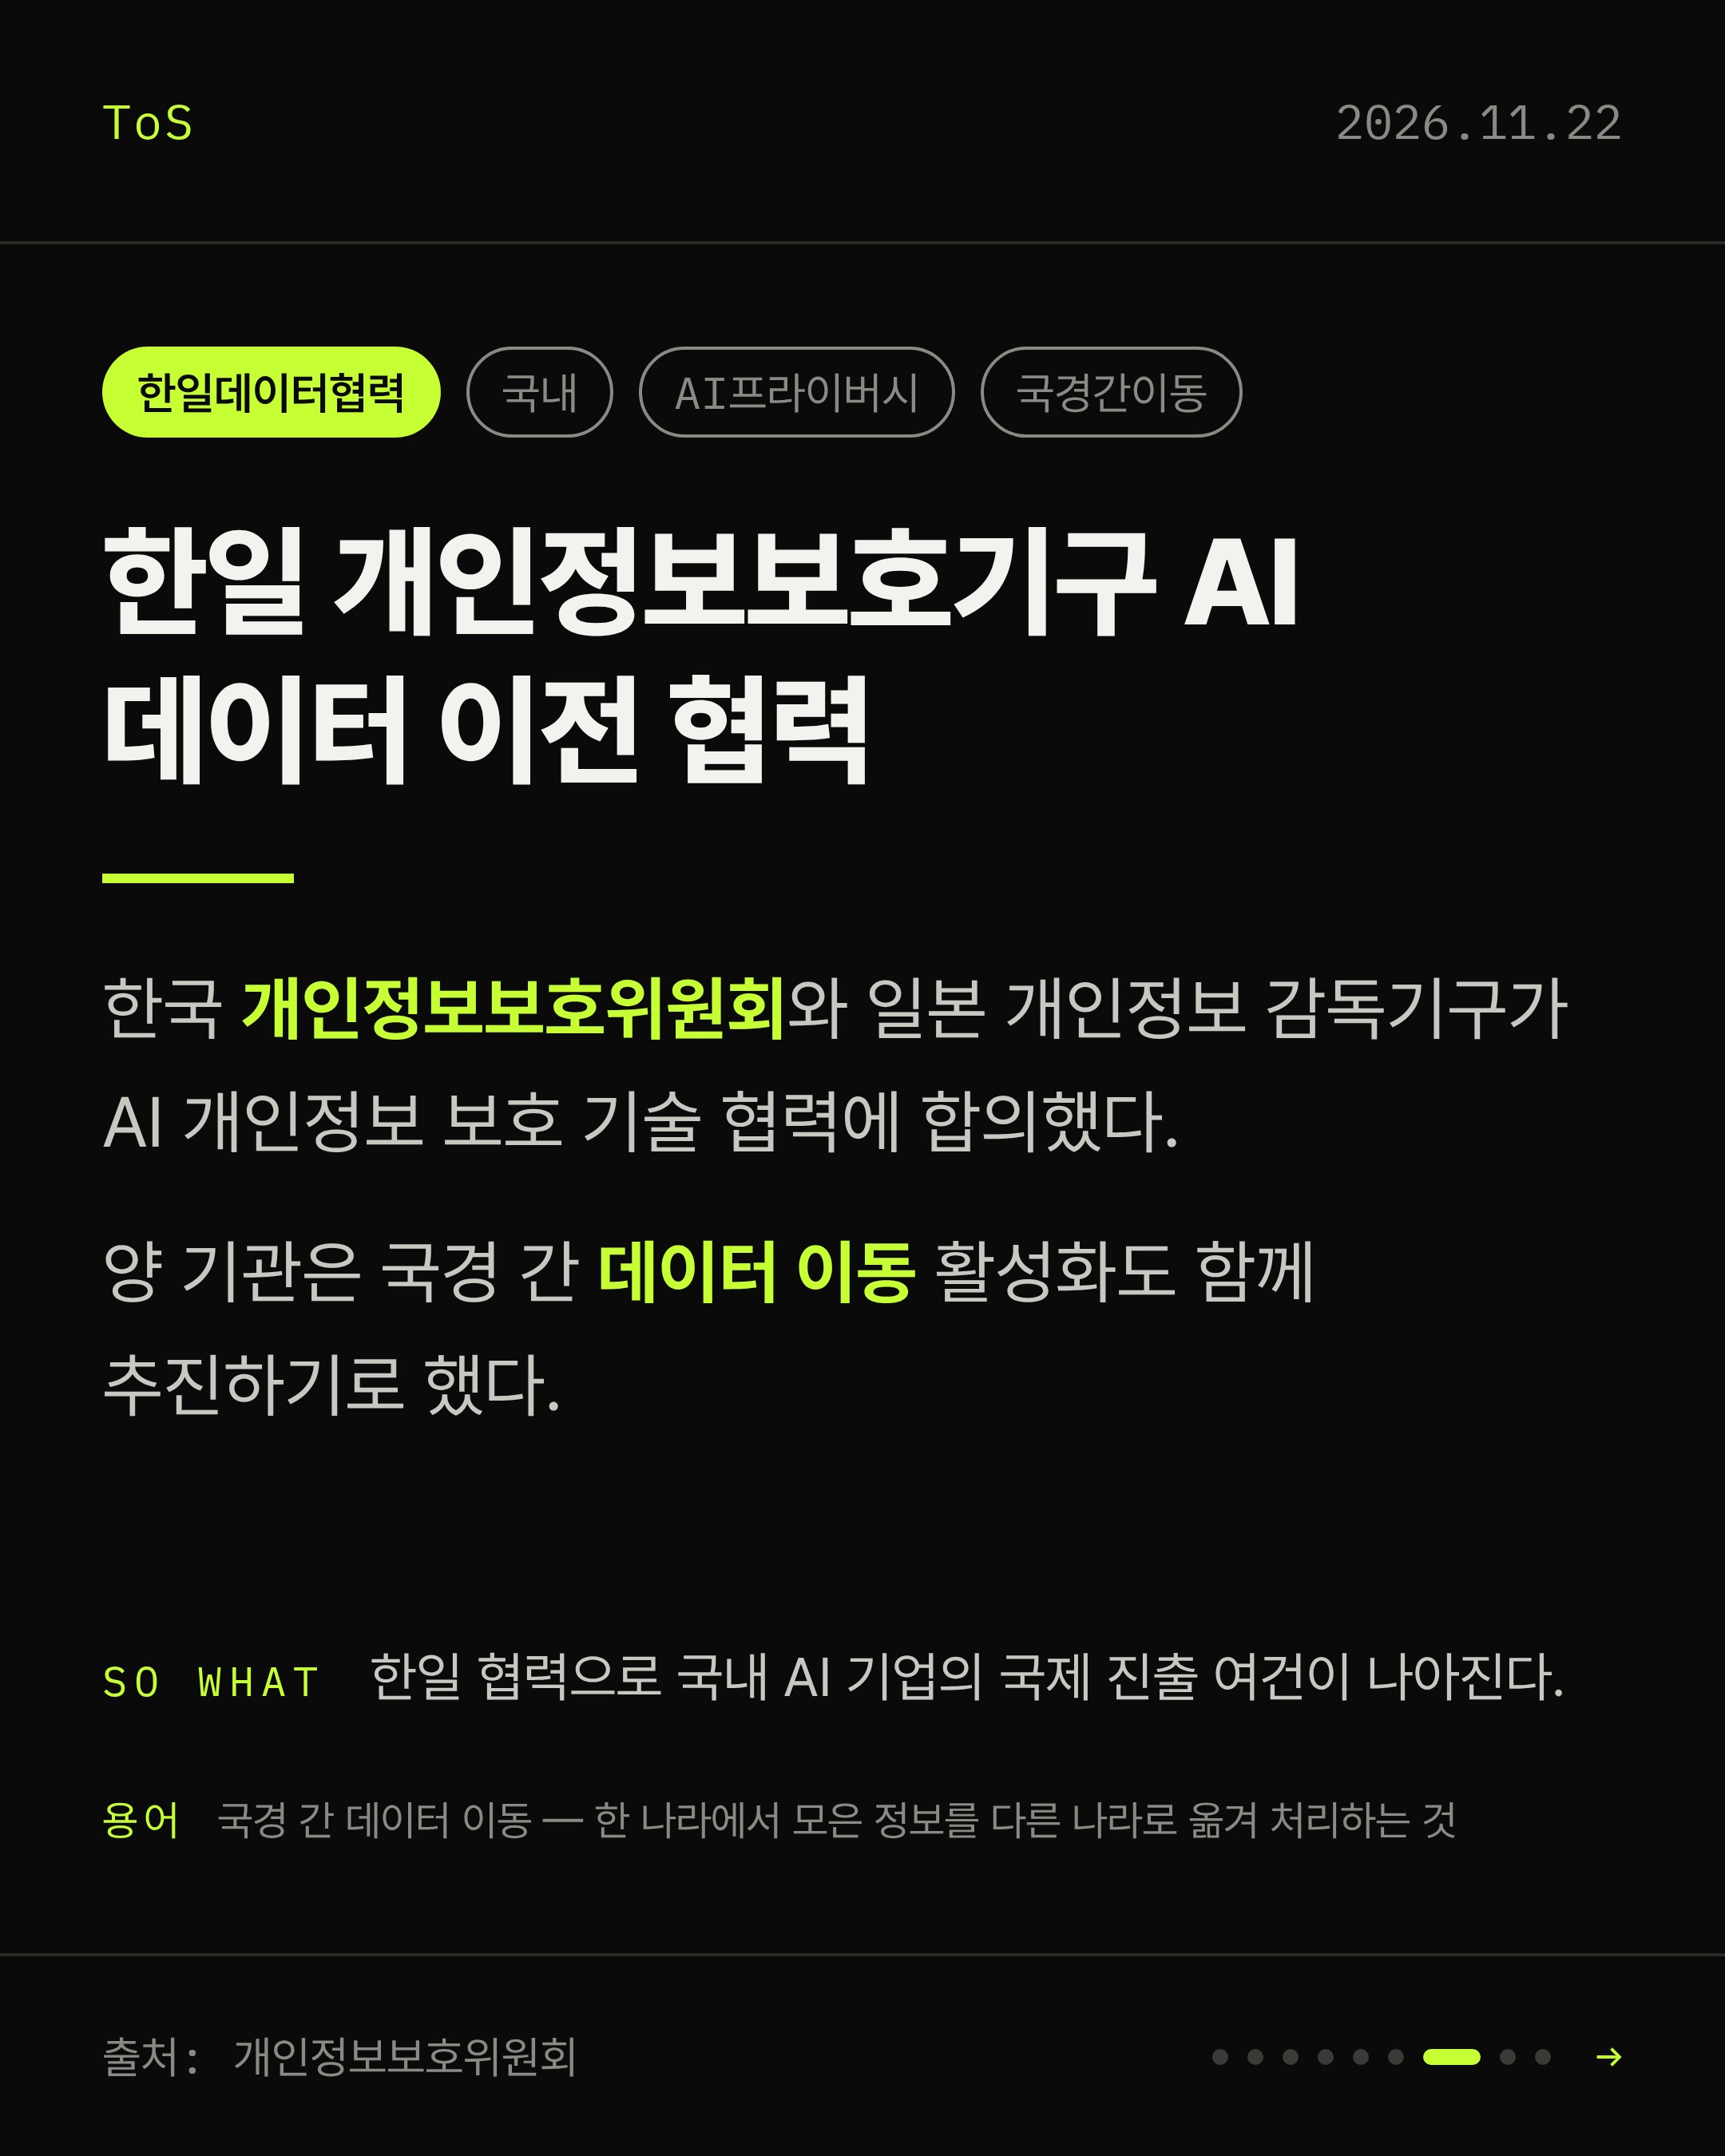 ToS
2026.11.22
한일데이터협력
국내
AI프라이버시
국경간이동
한일 개인정보보호기구 AI
데이터 이전 협력
한국 개인정보보호위원회와 일본 개인정보 감독기구가
AI 개인정보 보호 기술 협력에 합의했다.
양 기관은 국경 간 데이터 이동 활성화도 함께
추진하기로 했다.
SO WHAT 한일 협력으로 국내 AI 기업의 국제 진출 여건이 나아진다.
용어 국경 간 데이터 이동 — 한 나라에서 모은 정보를 다른 나라로 옮겨 처리하는 것
출처: 개인정보보호위원회
→